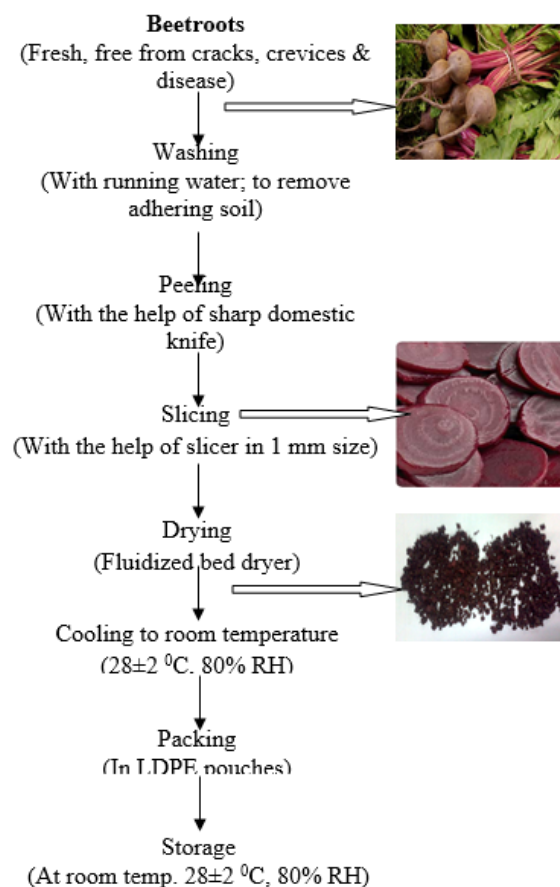 Beetroots
(Fresh, free from cracks, crevices &
disease)
Washing
(With running water; to remove
adhering soil)
Peeling
(With the help of sharp domestic
knife)
Slicing
(With the help of slicer in 1 mm size)
Drying
(Fluidized bed dryer)
Cooling to room temperature
(28±2 ⁰C, 80% RH)
Packing
(In LDPE pouches)
Storage
(At room temp. 28±2 ⁰C, 80% RH)